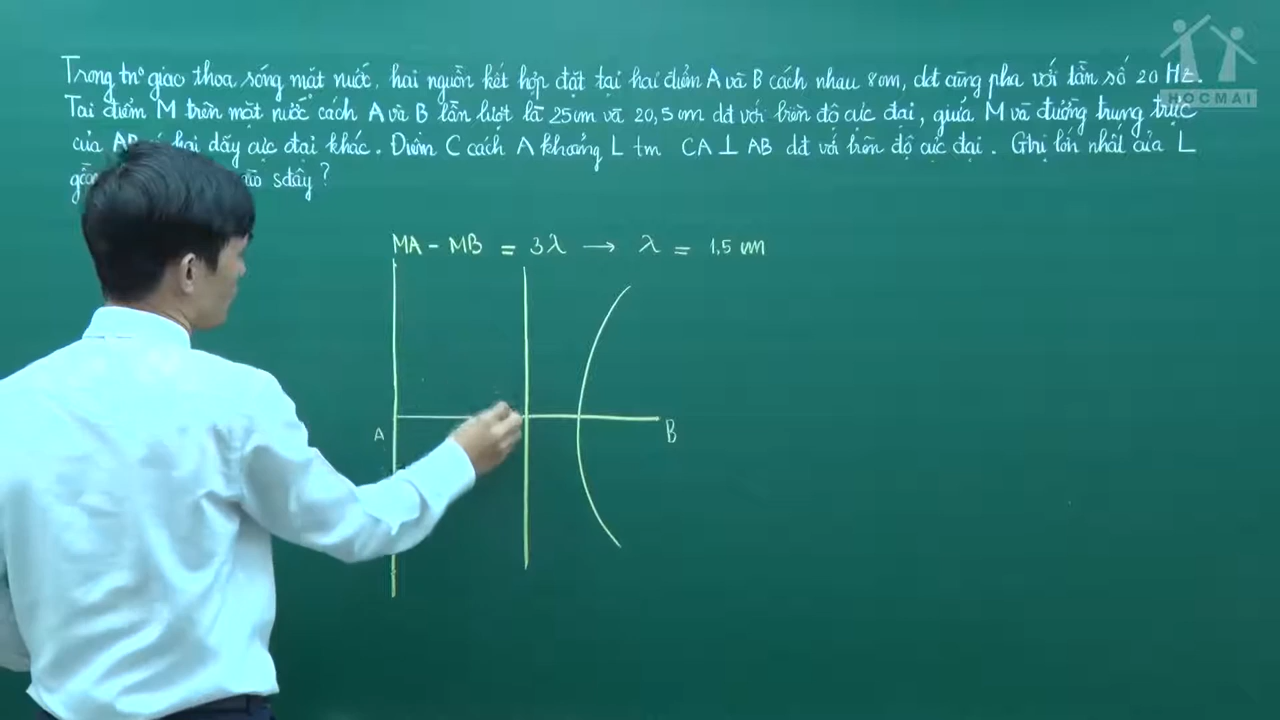 HOCMAI
Trong tn° giao thoa sóng mặt nước, hai nguồn kết hợp đặt tại hai điểm A và B cách nhau 8cm, dđ cùng pha với tần số 20 Hz.
Tại điểm M trên mặt nước cách A và B lần lượt là 25cm và 20,5cm dđ với biên độ cực đại, giữa M và đường trung trực
của AB hai dãy cực đại khác. Điểm C cách A khoảng L tm CA ⊥ AB dđ với biên độ cực đại. Gtrị lớn nhất của L
sđây ?
MA - MB = 3λ → λ = 1,5 cm
A
B